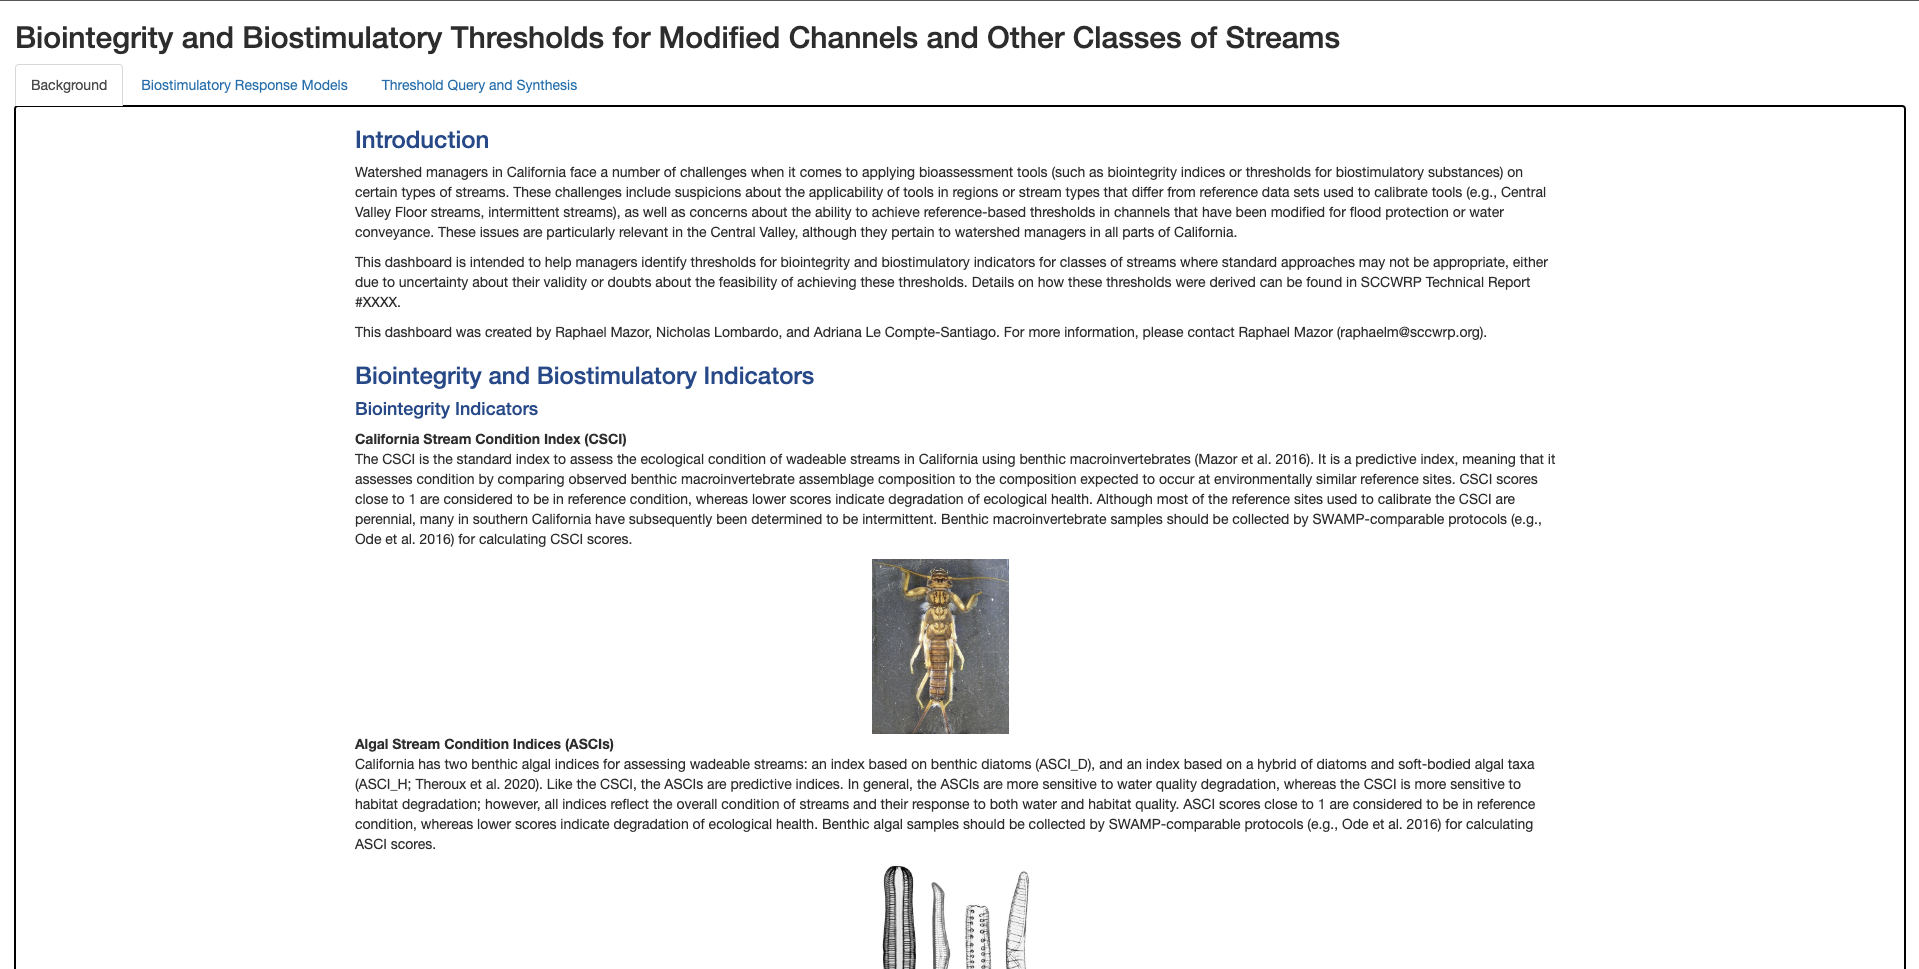 Biointegrity and Biostimulatory Thresholds for Modified Channels and Other Classes of Streams
Background
Biostimulatory Response Models
Threshold Query and Synthesis
Introduction
Watershed managers in California face a number of challenges when it comes to applying bioassessment tools (such as biointegrity indices or thresholds for biostimulatory substances) on
certain types of streams. These challenges include suspicions about the applicability of tools in regions or stream types that differ from reference data sets used to calibrate tools (e.g., Central
Valley Floor streams, intermittent streams), as well as concerns about the ability to achieve reference-based thresholds in channels that have been modified for flood protection or water
conveyance. These issues are particularly relevant in the Central Valley, although they pertain to watershed managers in all parts of California.
This dashboard is intended to help managers identify thresholds for biointegrity and biostimulatory indicators for classes of streams where standard approaches may not be appropriate, either
due to uncertainty about their validity or doubts about the feasibility of achieving these thresholds. Details on how these thresholds were derived can be found in SCCWRP Technical Report
#XXXX.
This dashboard was created by Raphael Mazor, Nicholas Lombardo, and Adriana Le Compte-Santiago. For more information, please contact Raphael Mazor (raphaelm@sccwrp.org).
Biointegrity and Biostimulatory Indicators
Biointegrity Indicators
California Stream Condition Index (CSCI)
The CSCI is the standard index to assess the ecological condition of wadeable streams in California using benthic macroinvertebrates (Mazor et al. 2016). It is a predictive index, meaning that it
assesses condition by comparing observed benthic macroinvertebrate assemblage composition to the composition expected to occur at environmentally similar reference sites. CSCI scores
close to 1 are considered to be in reference condition, whereas lower scores indicate degradation of ecological health. Although most of the reference sites used to calibrate the CSCI are
perennial, many in southern California have subsequently been determined to be intermittent. Benthic macroinvertebrate samples should be collected by SWAMP-comparable protocols (e.g.,
Ode et al. 2016) for calculating CSCI scores.
Algal Stream Condition Indices (ASCIs)
California has two benthic algal indices for assessing wadeable streams: an index based on benthic diatoms (ASCI_D), and an index based on a hybrid of diatoms and soft-bodied algal taxa
(ASCI_H; Theroux et al. 2020). Like the CSCI, the ASCIs are predictive indices. In general, the ASCIs are more sensitive to water quality degradation, whereas the CSCI is more sensitive to
habitat degradation; however, all indices reflect the overall condition of streams and their response to both water and habitat quality. ASCI scores close to 1 are considered to be in reference
condition, whereas lower scores indicate degradation of ecological health. Benthic algal samples should be collected by SWAMP-comparable protocols (e.g., Ode et al. 2016) for calculating
ASCI scores.